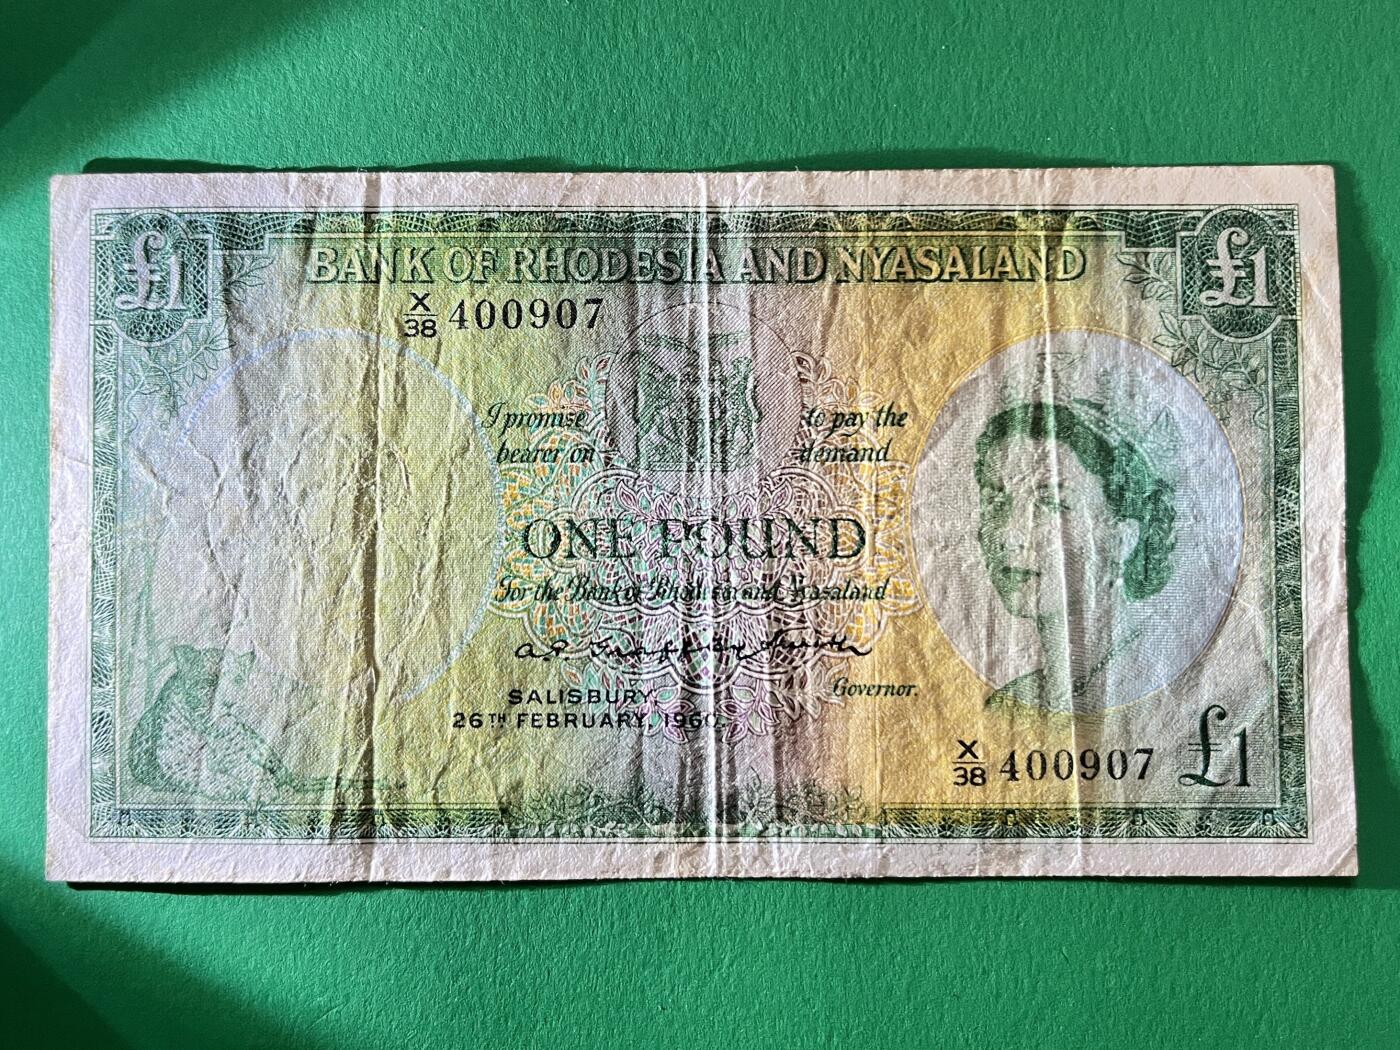 £1 £1
BANK OF RHODESIA AND NYASALAND
X/38 400907
I promise to pay the
bearer on demand
ONE POUND
For the Bank of Rhodesia and Nyasaland
SALISBURY,
26TH FEBRUARY, 1960.
Governor.
X/38 400907 £1